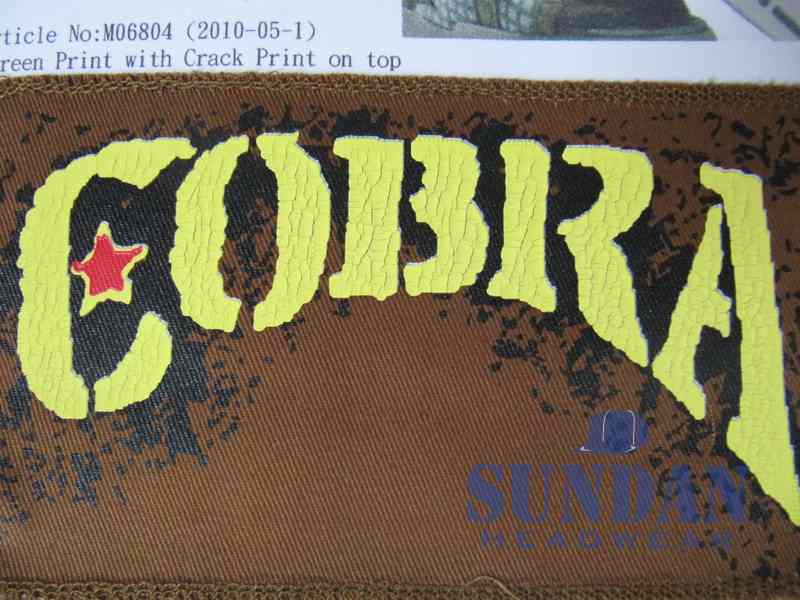 rticle No:M06804 (2010-05-1)
reen Print with Crack Print on top
COBRA
SUNDAN
HEADWEAR